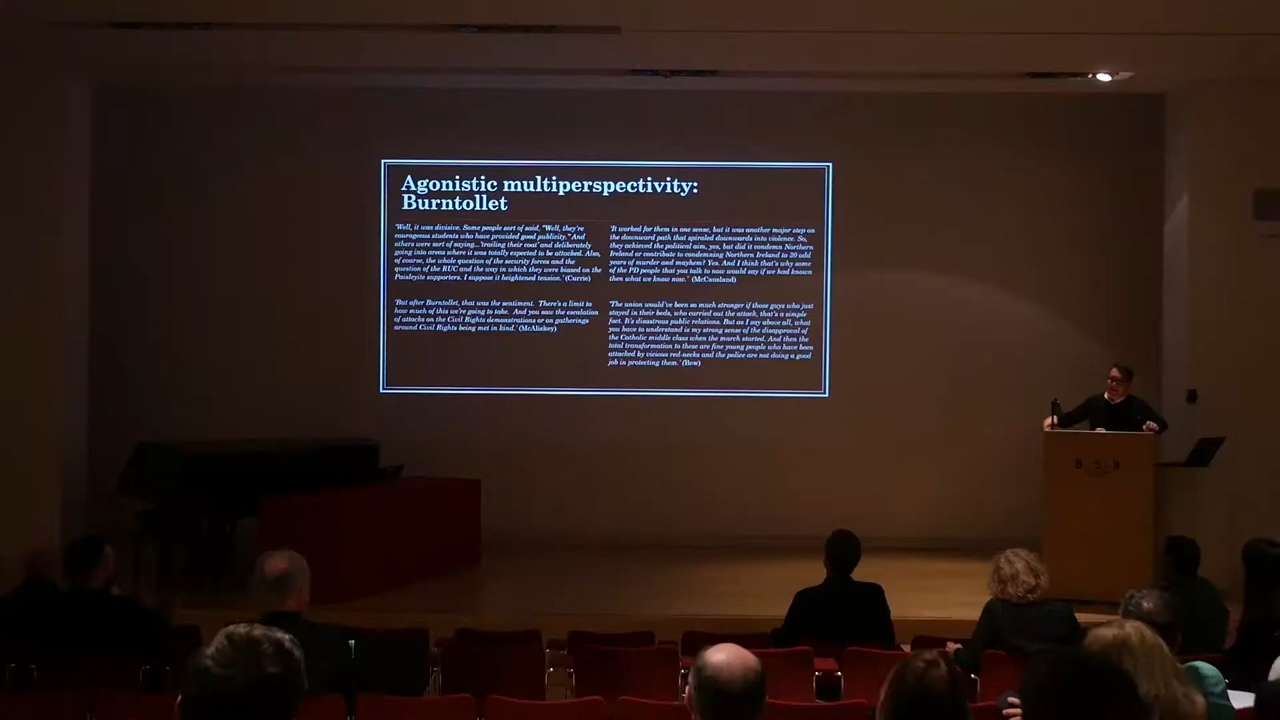 Agonistic multiperspectivity:
Burntollet
'Well, it was divisive. Some people sort of said, "Well, they're
courageous students who have provided good publicity." And
others were sort of saying... 'trailing their coat' and deliberately
going into areas where it was totally expected to be attacked. Also,
of course, the whole question of the security forces and the
question of the RUC and the way in which they were biased on the
Paisleyite supporters. I suppose it heightened tension.' (Currie)
'But after Burntollet, that was the sentiment. There's a limit to
how much of this we're going to take. And you saw the escalation
of attacks on the Civil Rights demonstrations or on gatherings
around Civil Rights being met in kind.' (McAliskey)
'It worked for them in one sense, but it was another major step on
the downward path that spiraled downwards into violence. So,
they achieved the political aim, yes, but did it condemn Northern
Ireland or contribute to condemning Northern Ireland to 30 odd
years of murder and mayhem? Yes. And I think that's why some
of the PD people that you talk to now would say if we had known
then what we know now.' (McCausland)
'The union would've been so much stronger if those guys who just
stayed in their beds, who carried out the attack, that's a simple
fact. It's disastrous public relations. But as I say above all, what
you have to understand is my strong sense of the disapproval of
the Catholic middle class when the march started. And then the
total transformation to these are fine young people who have been
attacked by vicious red-necks and the police are not doing a good
job in protecting them.' (Bew)
B S R